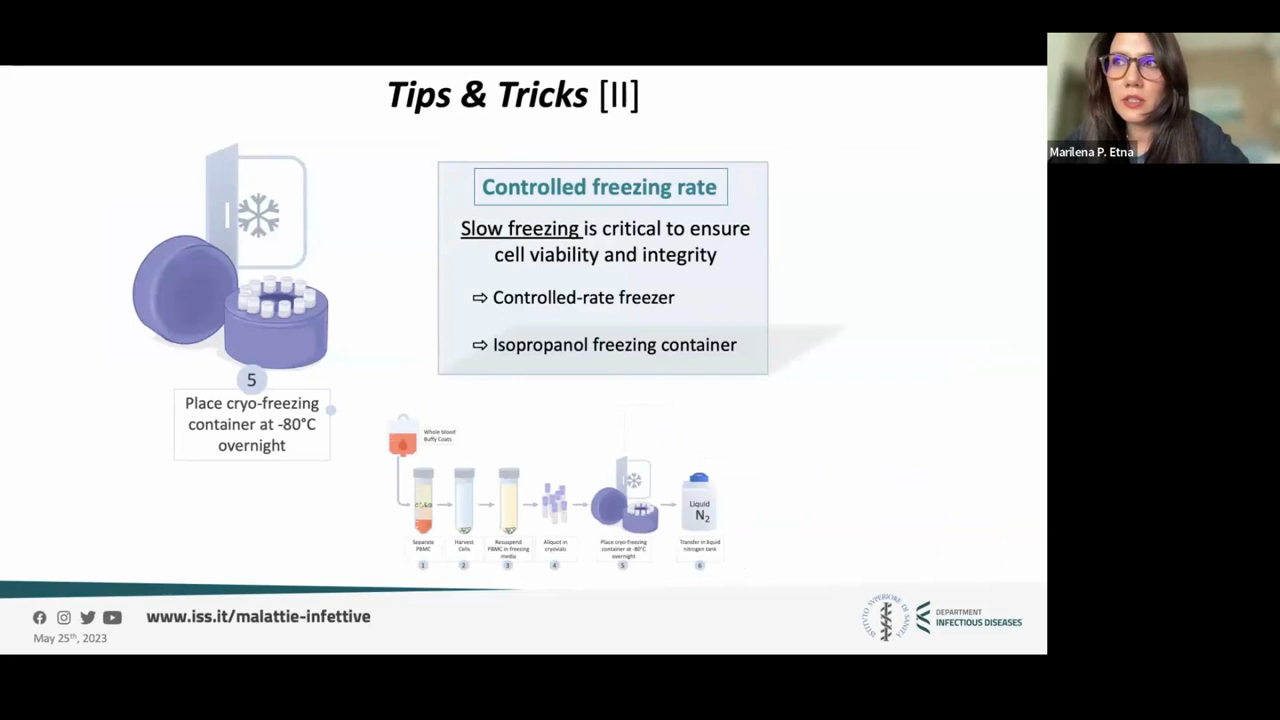 Tips & Tricks [II]
Marilena P. Etna
Controlled freezing rate
Slow freezing is critical to ensure
cell viability and integrity
⇨ Controlled-rate freezer
⇨ Isopropanol freezing container
5
Place cryo-freezing
container at -80°C
overnight
Whole blood
Buffy Coats
Liquid
N2
Separate
PBMC
1
Harvest
Cells
2
Resuspend
PBMC in freezing
media
3
Aliquot in
cryovials
4
Place cryo-freezing
container at -80°C
overnight
5
Transfer in liquid
nitrogen tank
6
www.iss.it/malattie-infettive
May 25th, 2023
ISTITUTO SUPERIORE DI SANITÀ
DEPARTMENT
INFECTIOUS DISEASES